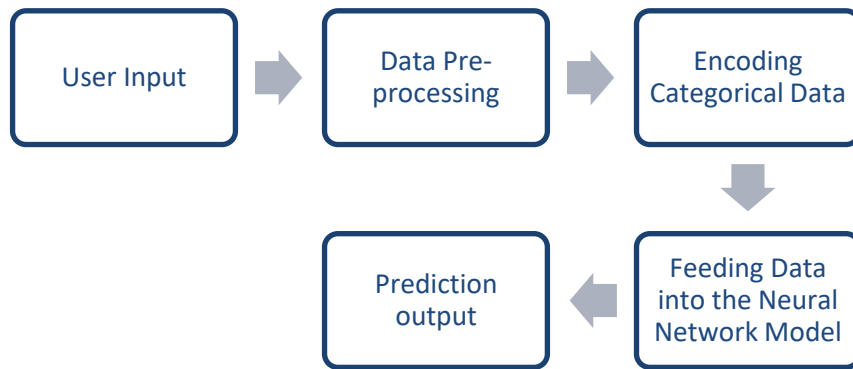 User Input
Data Pre-
processing
Encoding
Categorical Data
Feeding Data
into the Neural
Network Model
Prediction
output